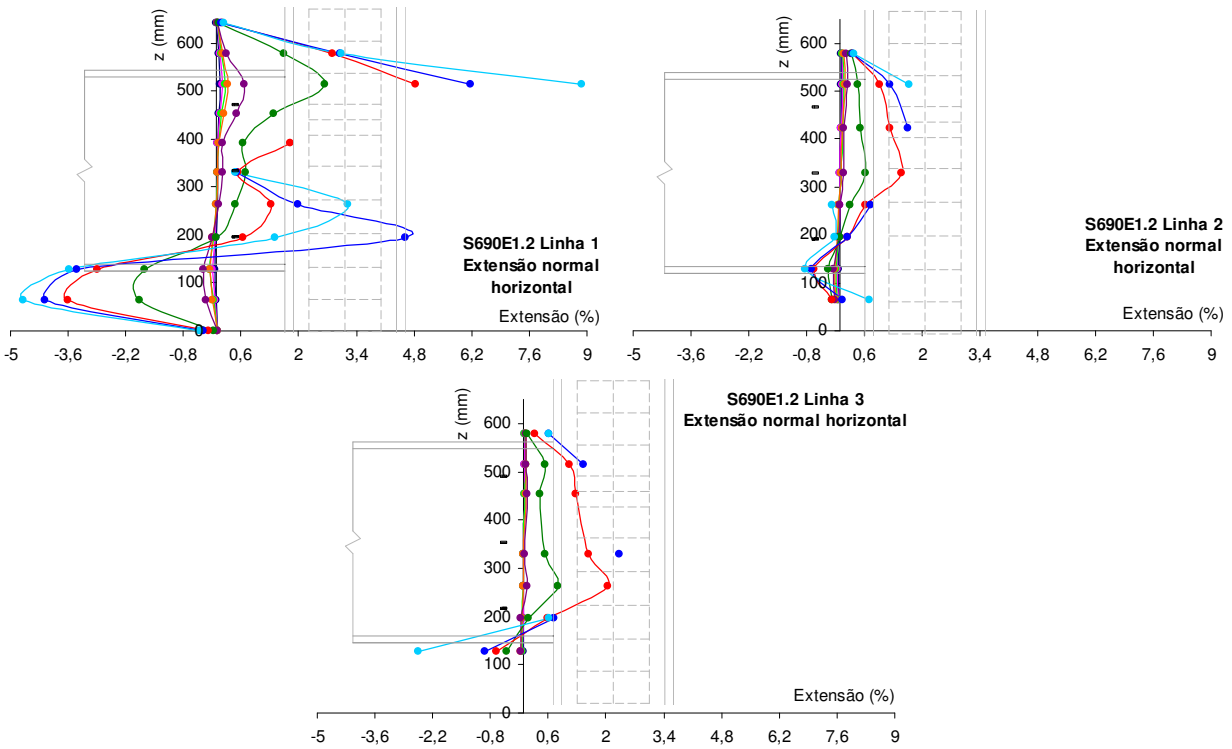 z (mm)
600
500
400
300
200
100
0
S690E1.2 Linha 1
Extensão normal
horizontal
Extensão (%)
-5 -3,6 -2,2 -0,8 0,6 2 3,4 4,8 6,2 7,6 9
z (mm)
600
500
400
300
200
100
0
S690E1.2 Linha 2
Extensão normal
horizontal
Extensão (%)
-5 -3,6 -2,2 -0,8 0,6 2 3,4 4,8 6,2 7,6 9
S690E1.2 Linha 3
Extensão normal horizontal
z (mm)
600
500
400
300
200
100
0
Extensão (%)
-5 -3,6 -2,2 -0,8 0,6 2 3,4 4,8 6,2 7,6 9